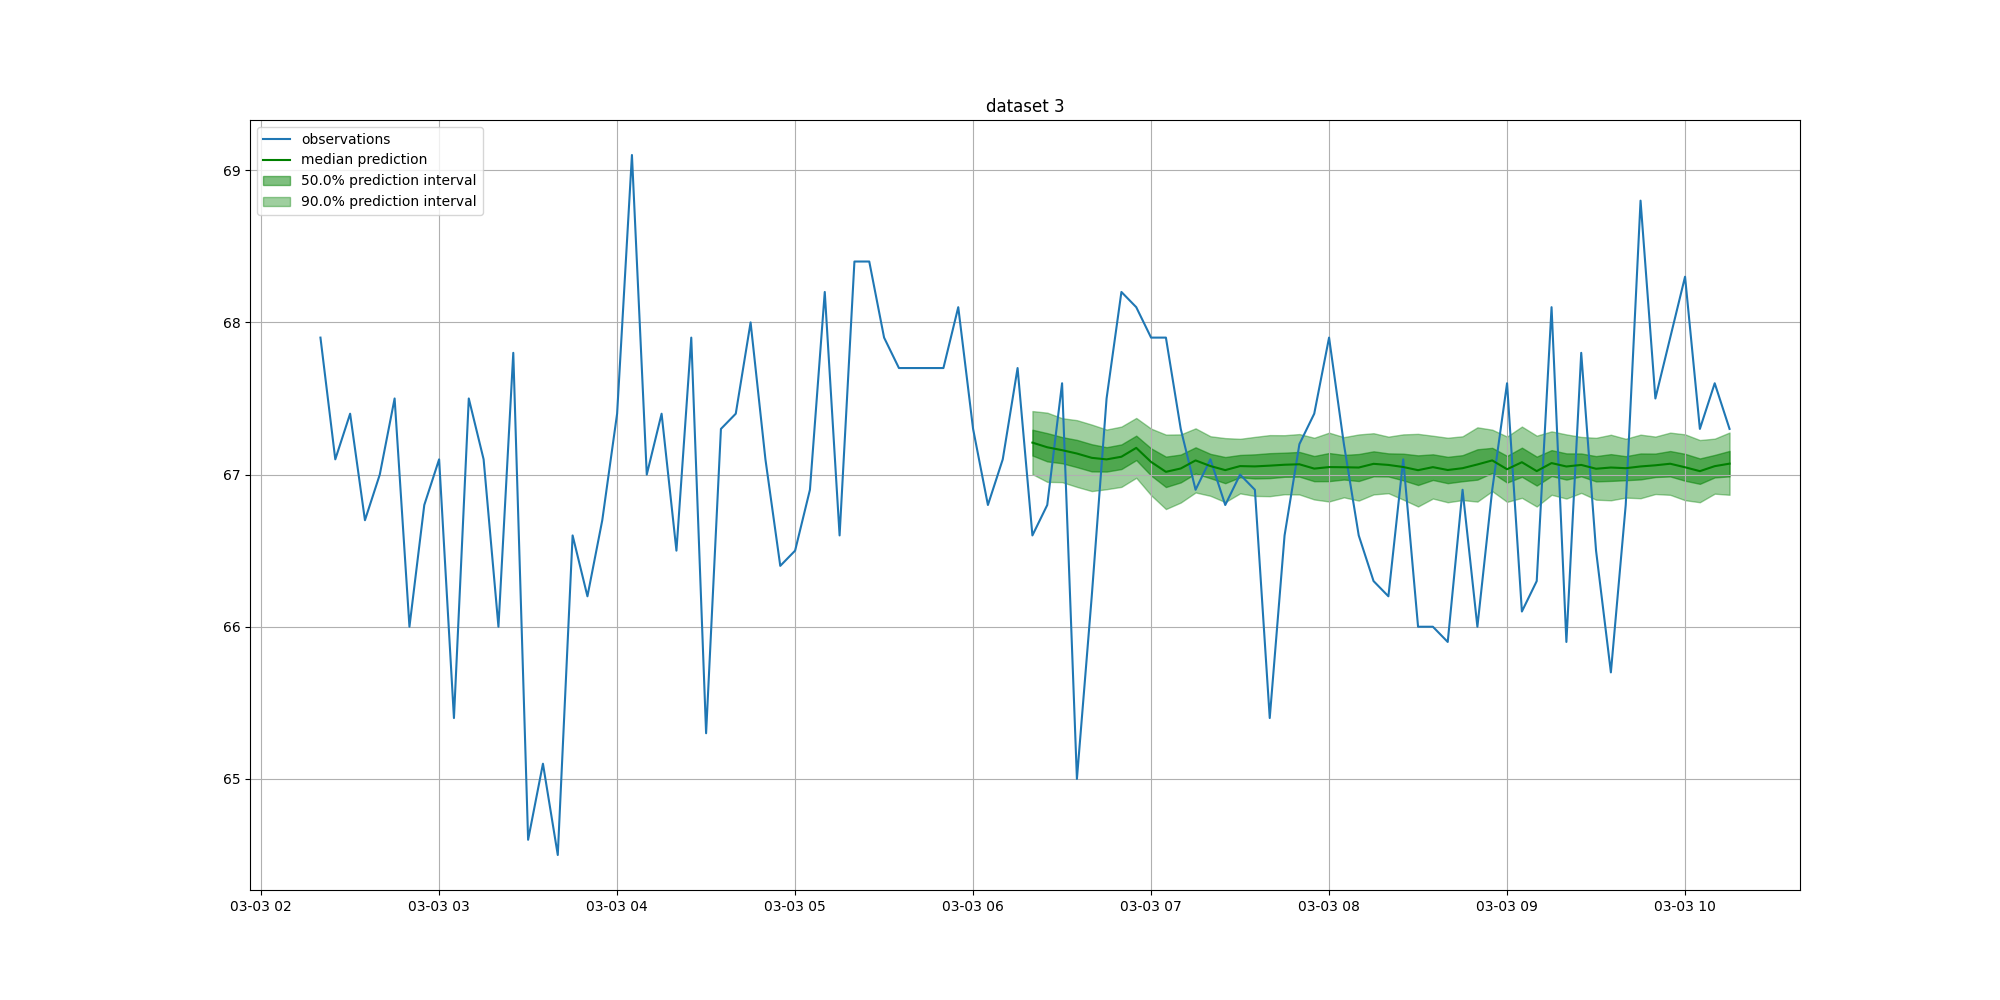 dataset 3
observations
median prediction
50.0% prediction interval
90.0% prediction interval
69
68
67
66
65
03-03 02 03-03 03 03-03 04 03-03 05 03-03 06 03-03 07 03-03 08 03-03 09 03-03 10